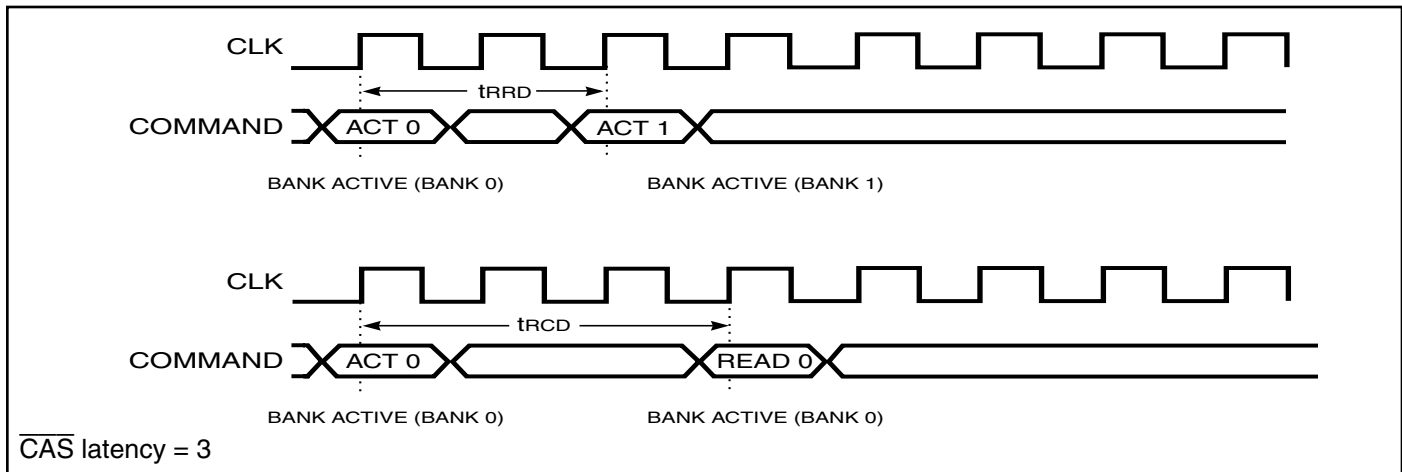 CLK
tRRD
COMMAND ACT 0 ACT 1
BANK ACTIVE (BANK 0) BANK ACTIVE (BANK 1)
CLK
tRCD
COMMAND ACT 0 READ 0
BANK ACTIVE (BANK 0) BANK ACTIVE (BANK 0)
CAS latency = 3